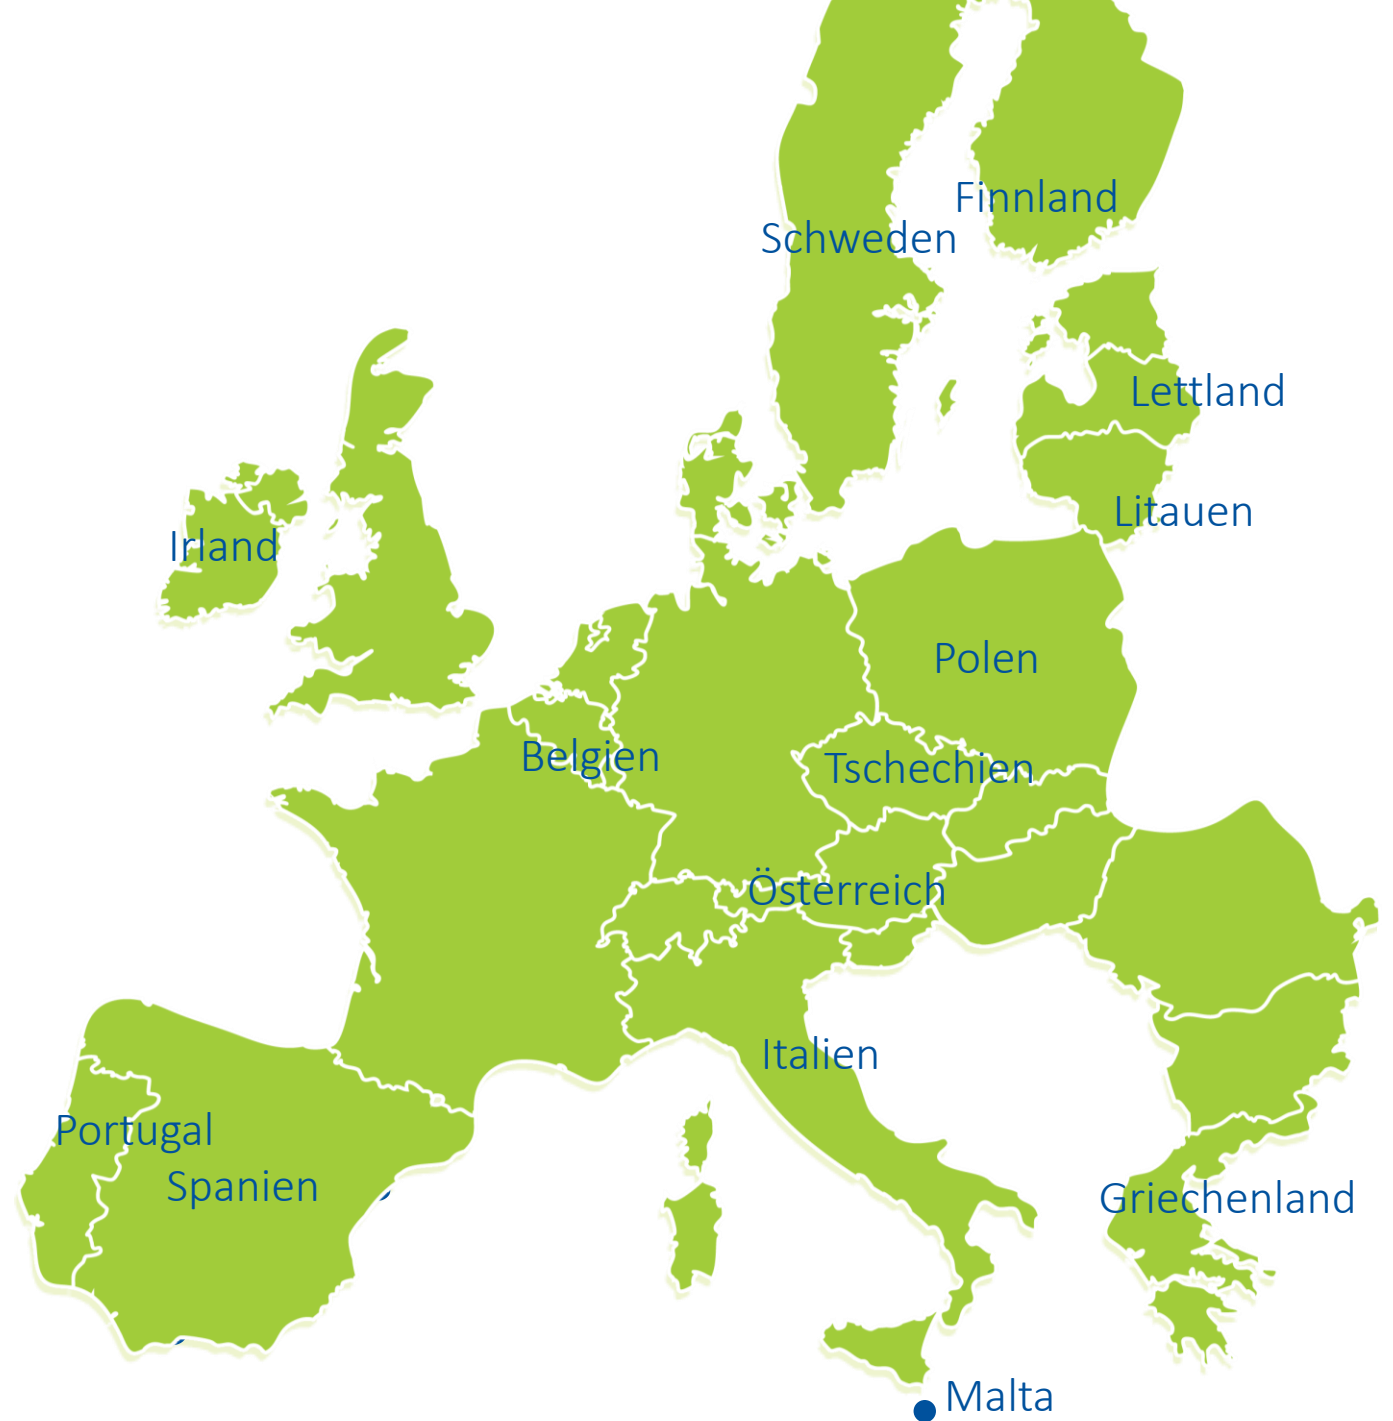 Finnland
Schweden
Lettland
Litauen
Irland
Polen
Belgien
Tschechien
Österreich
Italien
Portugal
Spanien
Griechenland
Malta